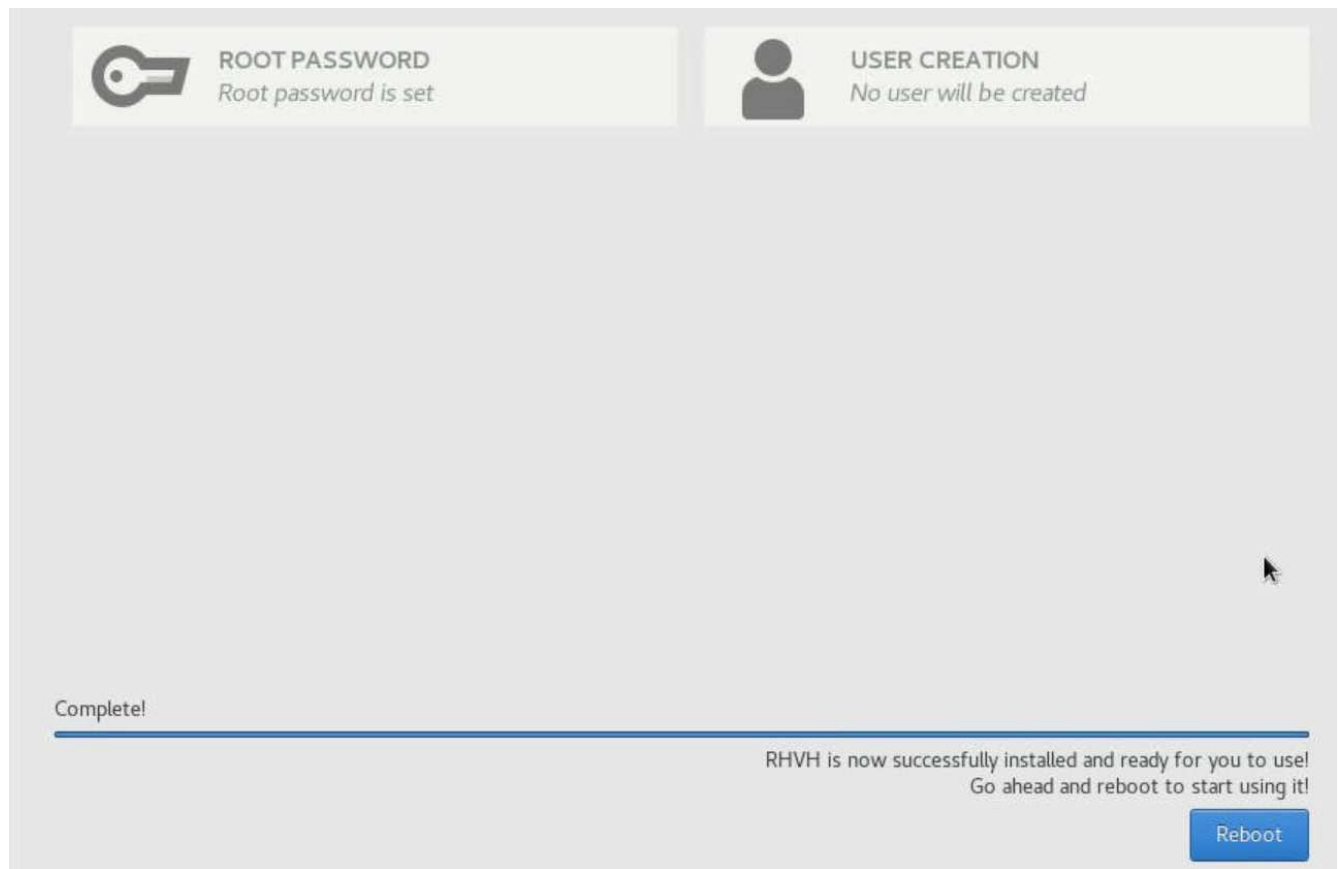 ROOT PASSWORD
Root password is set
USER CREATION
No user will be created
Complete!
RHVH is now successfully installed and ready for you to use!
Go ahead and reboot to start using it!
Reboot